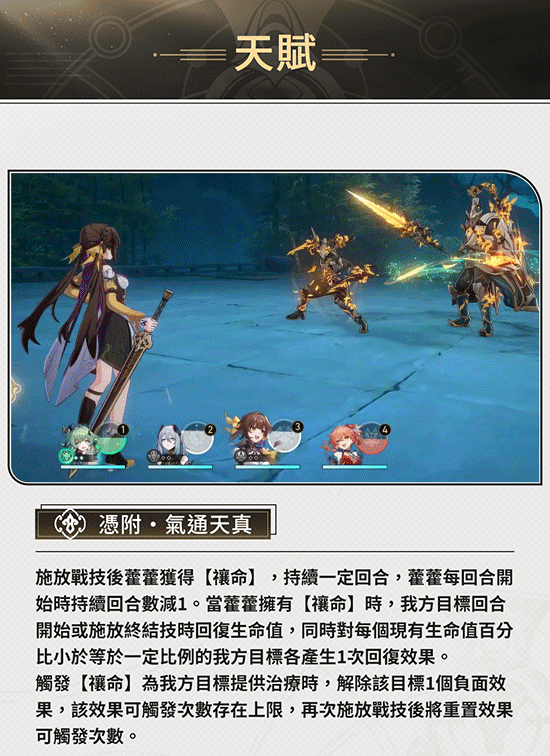 天賦
1
2
3
4
憑附・氣通天真
施放戰技後藿藿獲得【禳命】，持續一定回合，藿藿每回合開
始時持續回合數減1。當藿藿擁有【禳命】時，我方目標回合
開始或施放終結技時回復生命值，同時對每個現有生命值百分
比小於等於一定比例的我方目標各產生1次回復效果。
觸發【禳命】為我方目標提供治療時，解除該目標1個負面效
果，該效果可觸發次數存在上限，再次施放戰技後將重置效果
可觸發次數。